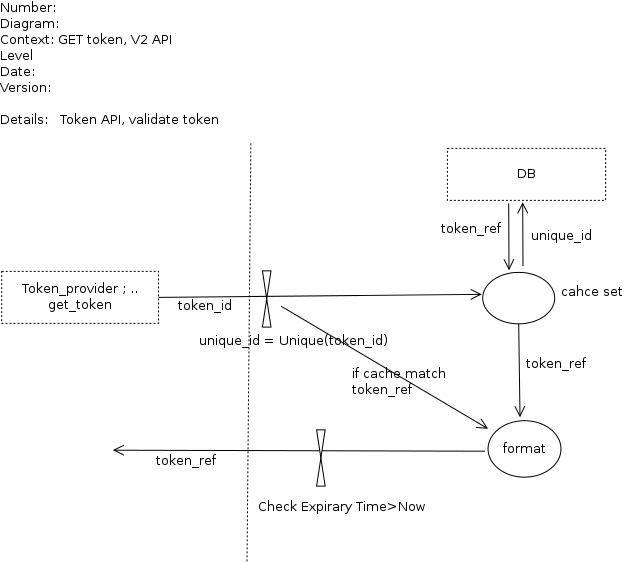 Number:
Diagram:
Context: GET token, V2 API
Level
Date:
Version:
Details:   Token API, validate token
DB
token_ref
unique_id
Token_provider ; ..
get_token
token_id
cahce set
unique_id = Unique(token_id)
token_ref
if cache match
token_ref
format
token_ref
Check Expirary Time>Now